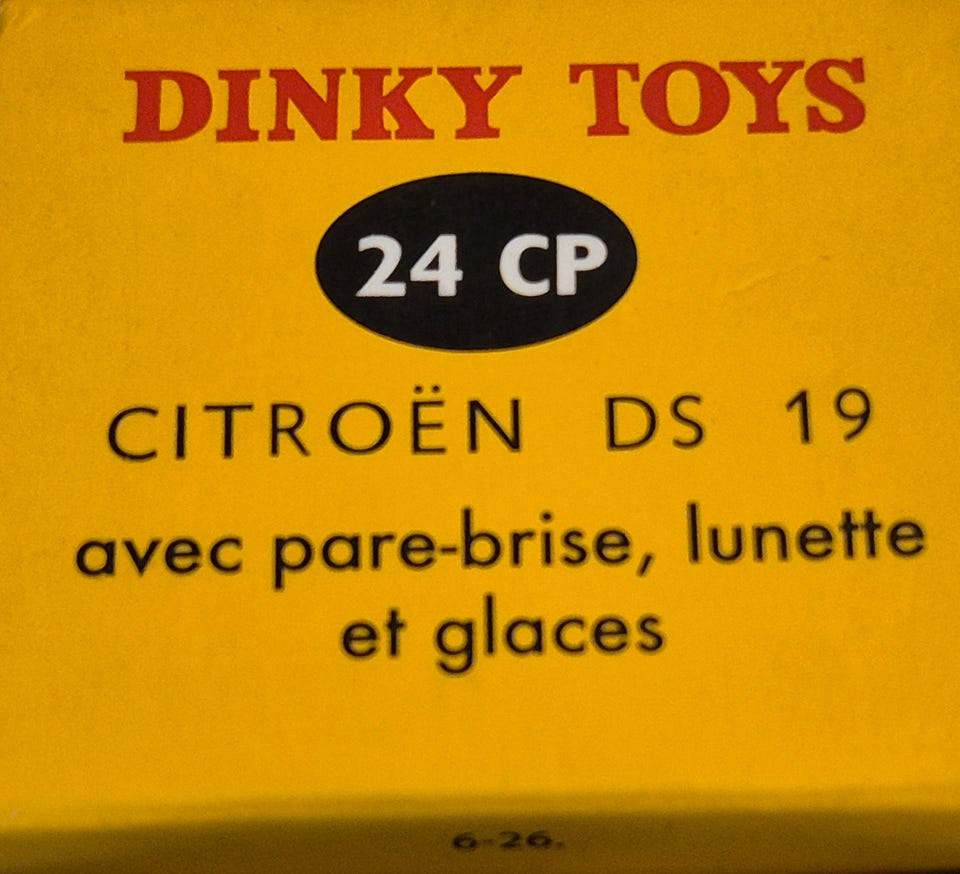 DINKY TOYS
24 CP
CITROËN DS 19
avec pare-brise, lunette
et glaces
6-26.